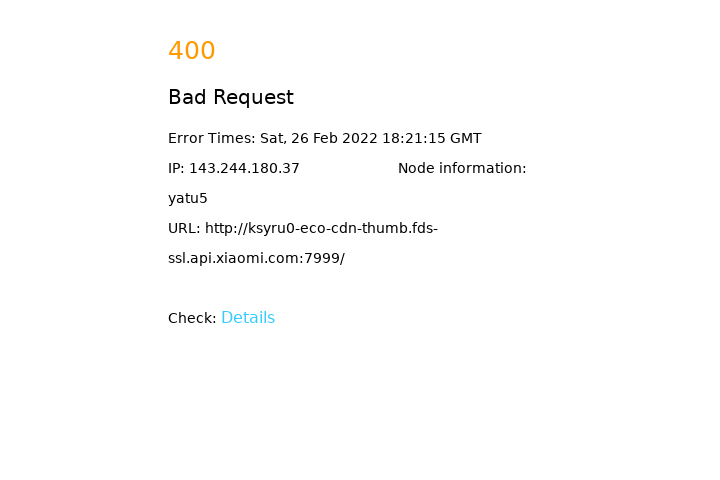 400
Bad Request
Error Times: Sat, 26 Feb 2022 18:21:15 GMT
IP: 143.244.180.37 Node information:
yatu5
URL: http://ksyru0-eco-cdn-thumb.fds-
ssl.api.xiaomi.com:7999/
Check: Details